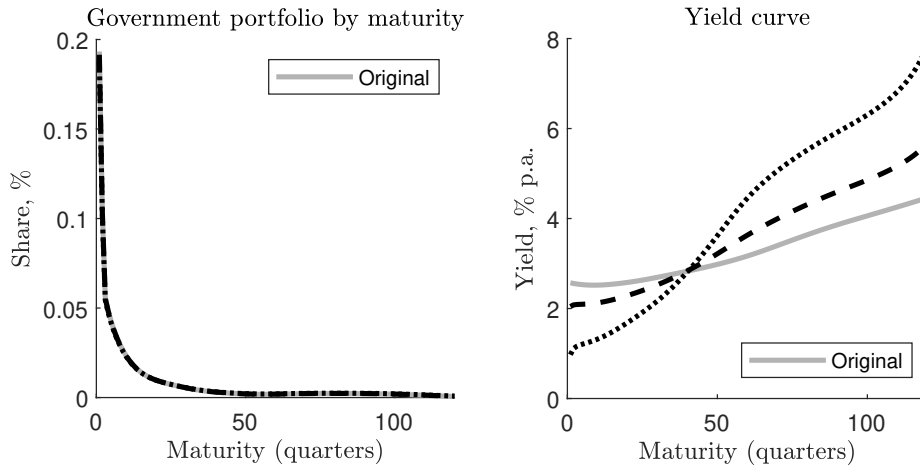 Government portfolio by maturity
0.2
0.15
0.1
0.05
0
Share, %
Original
0
50
100
Maturity (quarters)
Yield curve
8
6
4
2
0
Yield, % p.a.
Original
0
50
100
Maturity (quarters)